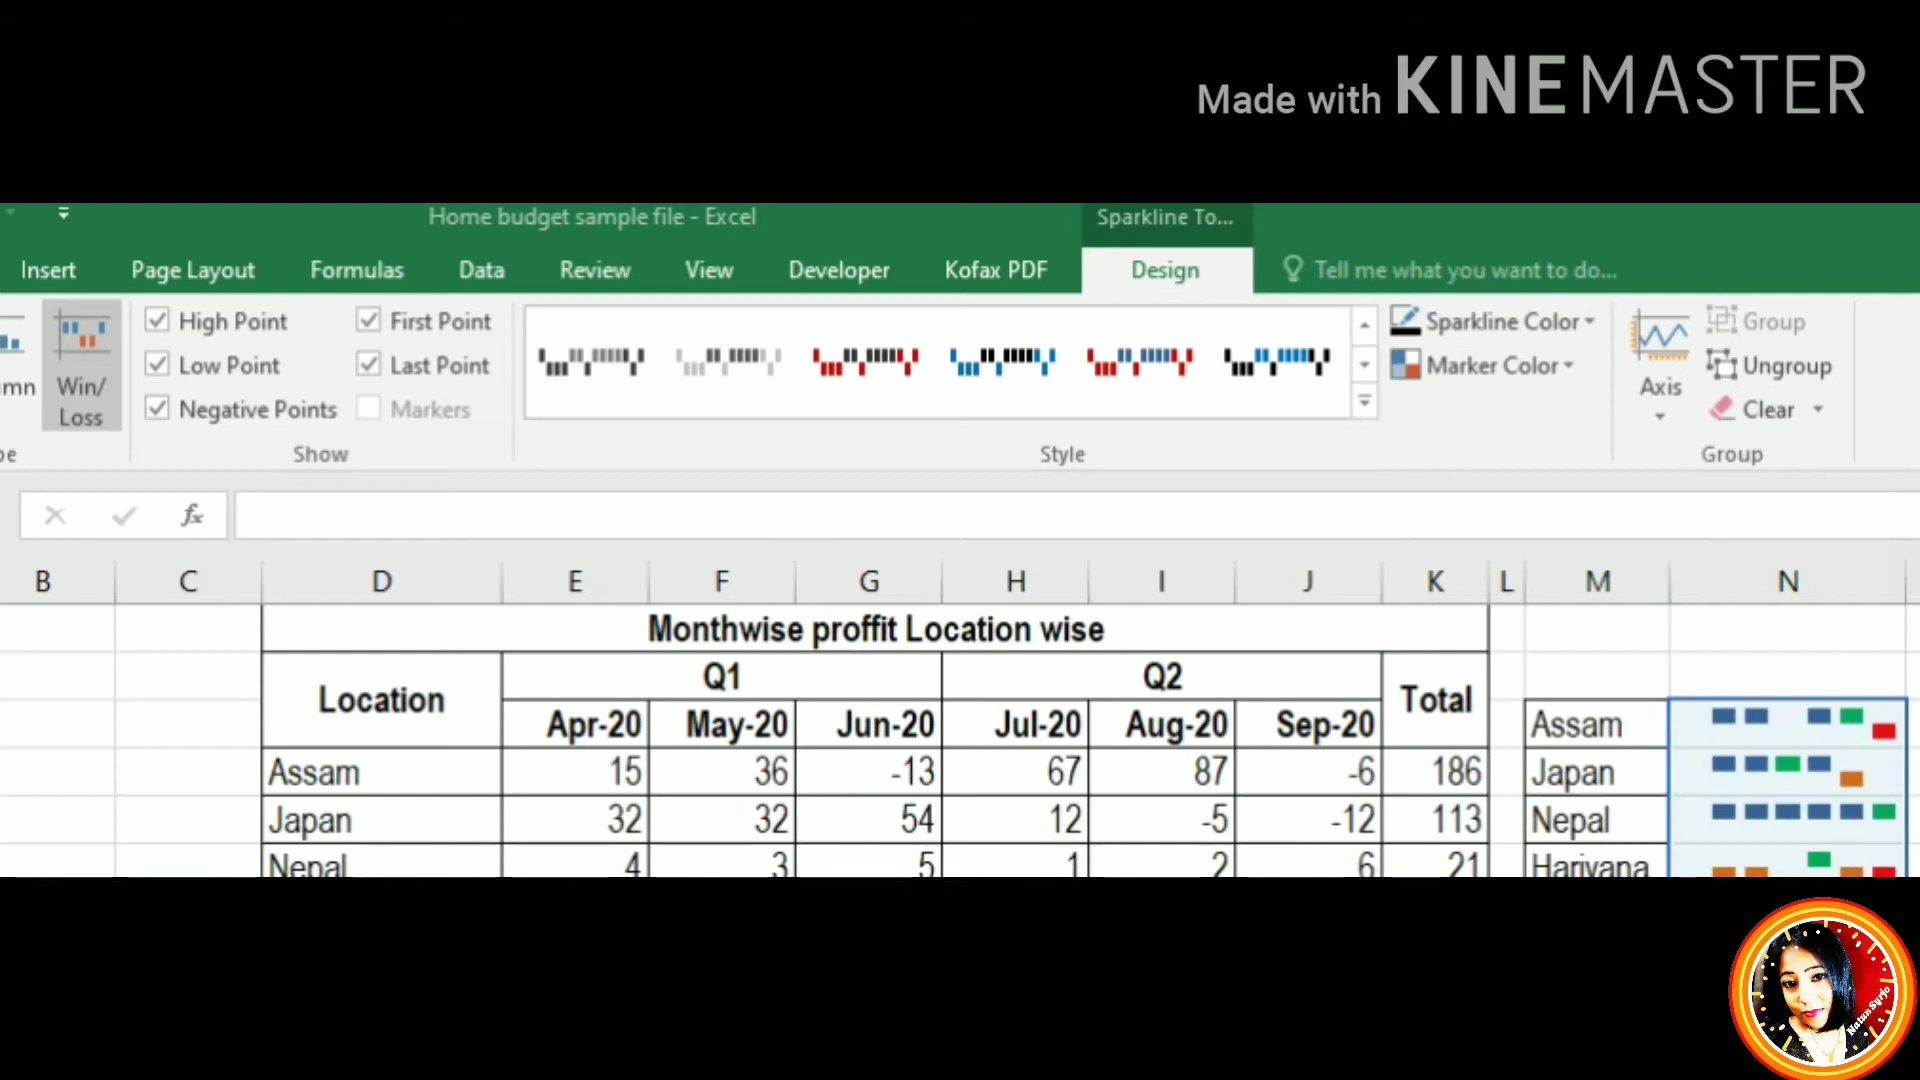 Made with KINEMASTER
Home budget sample file - Excel
Sparkline To...
Insert Page Layout Formulas Data Review View Developer Kofax PDF Design Tell me what you want to do...
High Point First Point
Low Point Last Point
Negative Points Markers
Win/
Loss
mn
Sparkline Color
Marker Color
Axis
Group
Ungroup
Clear
pe Show Style Group
fx
B C D E F G H I J K L M N
Monthwise proffit Location wise
Location Q1 Q2 Total
Apr-20 May-20 Jun-20 Jul-20 Aug-20 Sep-20 Assam
Assam 15 36 -13 67 87 -6 186 Japan
Japan 32 32 54 12 -5 -12 113 Nepal
Nepal 4 3 5 1 2 6 21 Hariyana
NatunSurjo